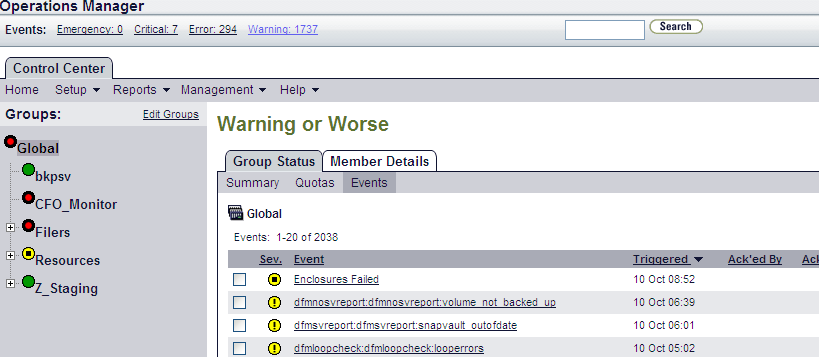 Operations Manager
Events: Emergency: 0 Critical: 7 Error: 294 Warning: 1737
Search
Control Center
Home Setup Reports Management Help
Groups: Edit Groups
Global
bkpsv
CFO_Monitor
Filers
Resources
Z_Staging
Warning or Worse
Group Status Member Details
Summary Quotas Events
Global
Events: 1-20 of 2038
Sev. Event Triggered Ack'ed By Ack
Enclosures Failed 10 Oct 08:52
dfmnosvreport:dfmnosvreport:volume_not_backed_up 10 Oct 06:39
dfmsvreport:dfmsvreport:snapvault_outofdate 10 Oct 06:01
dfmloopcheck:dfmloopcheck:looperrors 10 Oct 05:02